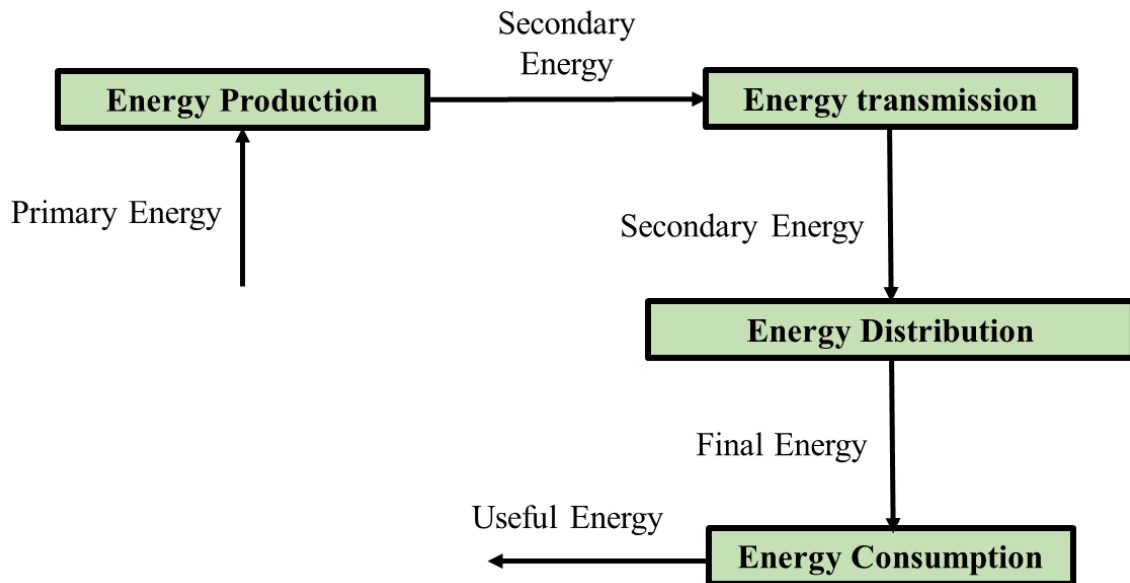 Secondary
Energy
Energy Production
Energy transmission
Primary Energy
Secondary Energy
Energy Distribution
Final Energy
Useful Energy
Energy Consumption